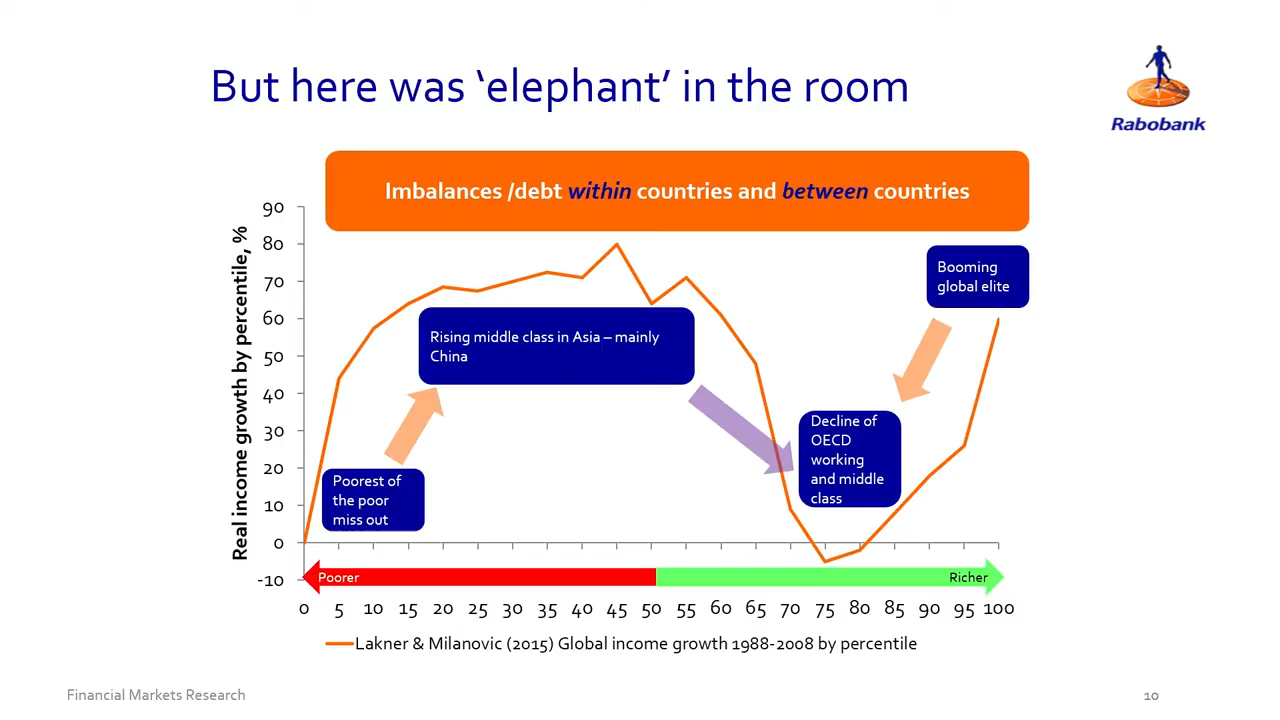 But here was ‘elephant’ in the room
Rabobank
Imbalances /debt within countries and between countries
Real income growth by percentile, %
90
80
70
60
50
40
30
20
10
0
-10
Booming
global elite
Rising middle class in Asia – mainly
China
Decline of
OECD
working
and middle
class
Poorest of
the poor
miss out
Poorer
Richer
0 5 10 15 20 25 30 35 40 45 50 55 60 65 70 75 80 85 90 95 100
Lakner & Milanovic (2015) Global income growth 1988-2008 by percentile
Financial Markets Research
10